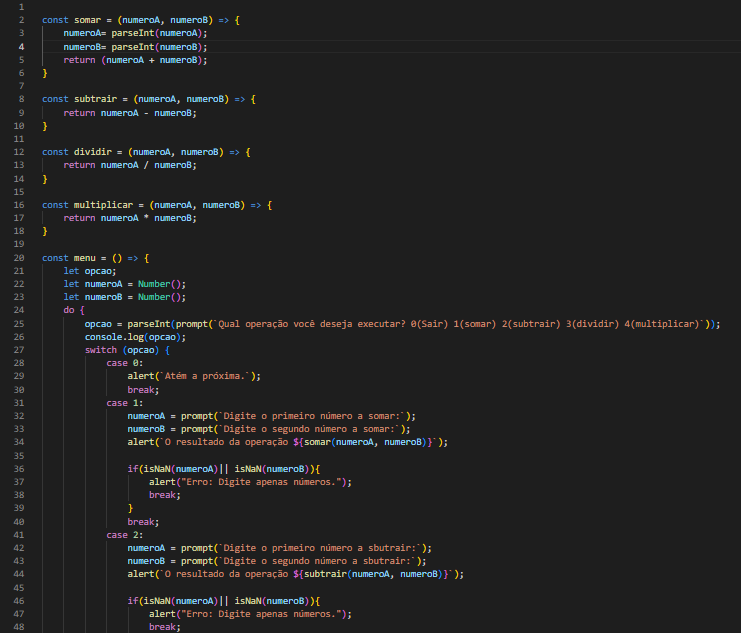 1
2 const somar = (numeroA, numeroB) => {
3 numeroA= parseInt(numeroA);
4 numeroB= parseInt(numeroB);
5 return (numeroA + numeroB);
6 }
7
8 const subtrair = (numeroA, numeroB) => {
9 return numeroA - numeroB;
10 }
11
12 const dividir = (numeroA, numeroB) => {
13 return numeroA / numeroB;
14 }
15
16 const multiplicar = (numeroA, numeroB) => {
17 return numeroA * numeroB;
18 }
19
20 const menu = () => {
21 let opcao;
22 let numeroA = Number();
23 let numeroB = Number();
24 do {
25 opcao = parseInt(prompt(`Qual operação você deseja executar? 0(Sair) 1(somar) 2(subtrair) 3(dividir) 4(multiplicar)`));
26 console.log(opcao);
27 switch (opcao) {
28 case 0:
29 alert(`Atém a próxima.`);
30 break;
31 case 1:
32 numeroA = prompt(`Digite o primeiro número a somar:`);
33 numeroB = prompt(`Digite o segundo número a somar:`);
34 alert(`O resultado da operação ${somar(numeroA, numeroB)}`);
35
36 if(isNaN(numeroA)|| isNaN(numeroB)){
37 alert("Erro: Digite apenas números.");
38 break;
39 }
40 break;
41 case 2:
42 numeroA = prompt(`Digite o primeiro número a sbutrair:`);
43 numeroB = prompt(`Digite o segundo número a sbutrair:`);
44 alert(`O resultado da operação ${subtrair(numeroA, numeroB)}`);
45
46 if(isNaN(numeroA)|| isNaN(numeroB)){
47 alert("Erro: Digite apenas números.");
48 break;